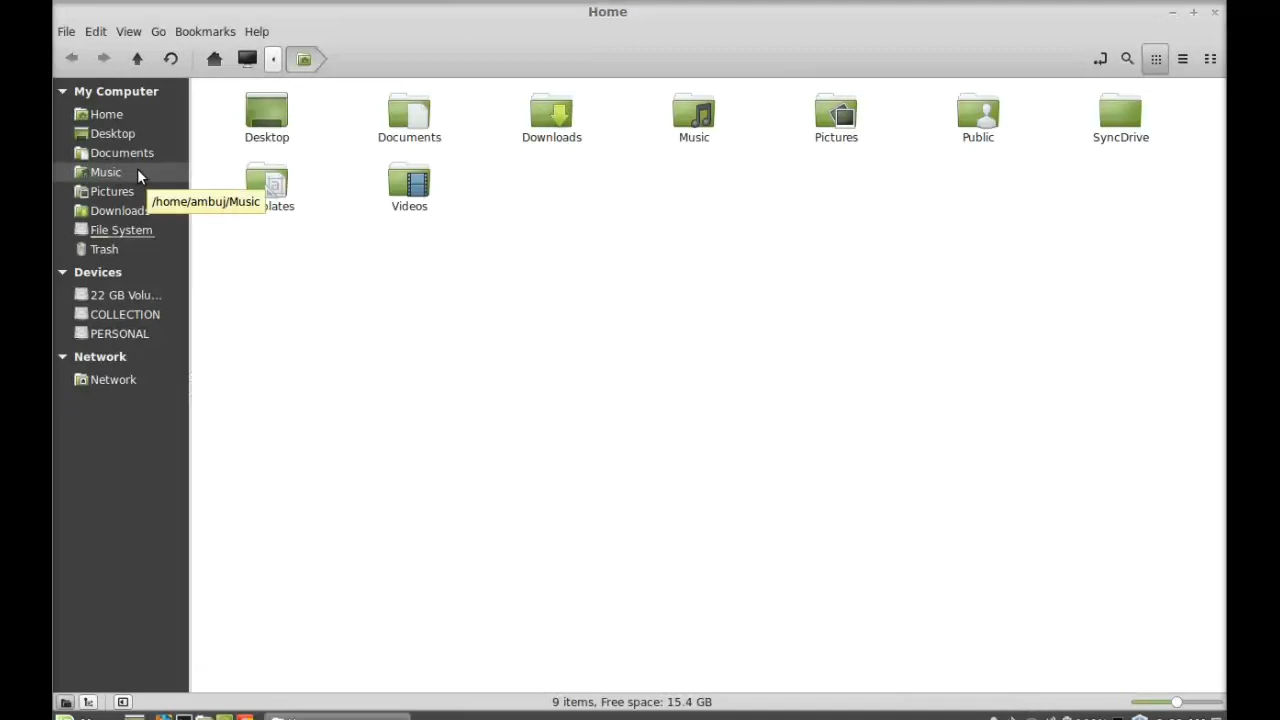 Home
File Edit View Go Bookmarks Help
My Computer
Home
Desktop
Documents
Music
Pictures
Downloads
File System
Trash
Devices
22 GB Volu...
COLLECTION
PERSONAL
Network
Network
/home/ambuj/Music
Desktop Documents Downloads Music Pictures Public SyncDrive
lates Videos
9 items, Free space: 15.4 GB